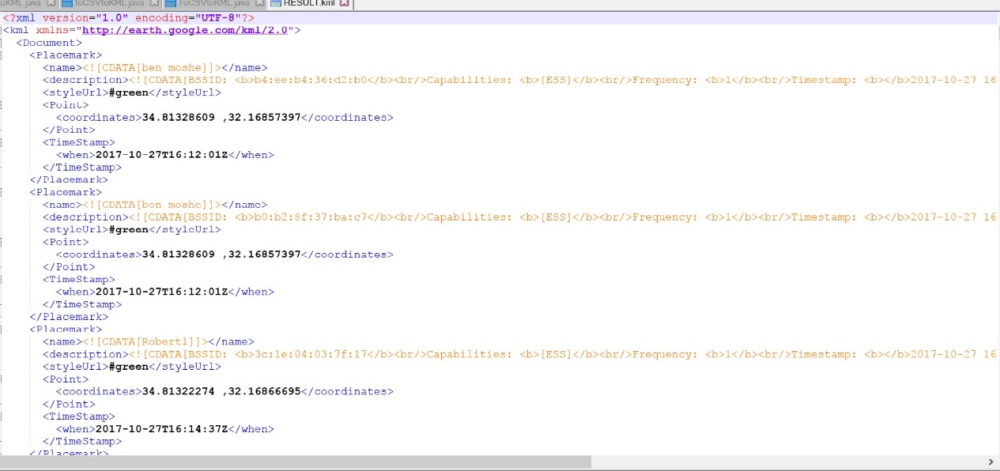 oKML.java toCSVtoKML.java ToCSVtoKML.java RESULT.kml
<?xml version="1.0" encoding="UTF-8"?>
<kml xmlns="http://earth.google.com/kml/2.0">
<Document>
<Placemark>
<name><![CDATA[ben moshe]]></name>
<description><![CDATA[BSSID: <b>b4:ee:b4:36:d2:b0</b><br/>Capabilities: <b>[ESS]</b><br/>Frequency: <b>1</b><br/>Timestamp: <b></b>2017-10-27 16
<styleUrl>#green</styleUrl>
<Point>
<coordinates>34.81328609 ,32.16857397</coordinates>
</Point>
<TimeStamp>
<when>2017-10-27T16:12:01Z</when>
</TimeStamp>
</Placemark>
<Placemark>
<name><![CDATA[ben moshe]]></name>
<description><![CDATA[BSSID: <b>b0:b2:8f:37:ba:c7</b><br/>Capabilities: <b>[ESS]</b><br/>Frequency: <b>1</b><br/>Timestamp: <b></b>2017-10-27 16
<styleUrl>#green</styleUrl>
<Point>
<coordinates>34.81328609 ,32.16857397</coordinates>
</Point>
<TimeStamp>
<when>2017-10-27T16:12:01Z</when>
</TimeStamp>
</Placemark>
<Placemark>
<name><![CDATA[Robert1]]></name>
<description><![CDATA[BSSID: <b>3c:1e:04:03:7f:17</b><br/>Capabilities: <b>[ESS]</b><br/>Frequency: <b>1</b><br/>Timestamp: <b></b>2017-10-27 16
<styleUrl>#green</styleUrl>
<Point>
<coordinates>34.81322274 ,32.16866695</coordinates>
</Point>
<TimeStamp>
<when>2017-10-27T16:14:37Z</when>
</TimeStamp>
</Placemark>